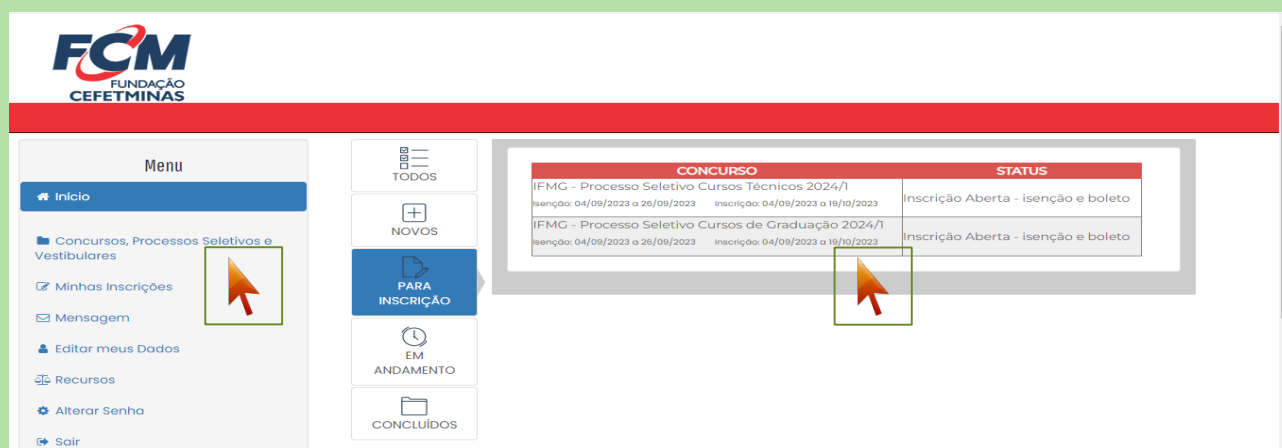 FCM
FUNDAÇÃO
CEFETMINAS
Menu
Início
Concursos, Processos Seletivos e
Vestibulares
Minhas Inscrições
Mensagem
Editar meus Dados
Recursos
Alterar Senha
Sair
TODOS
NOVOS
PARA
INSCRIÇÃO
EM
ANDAMENTO
CONCLUÍDOS
CONCURSO STATUS
IFMG - Processo Seletivo Cursos Técnicos 2024/1
Isenção: 04/09/2023 a 26/09/2023 Inscrição: 04/09/2023 a 19/10/2023
Inscrição Aberta - isenção e boleto
IFMG - Processo Seletivo Cursos de Graduação 2024/1
Isenção: 04/09/2023 a 26/09/2023 Inscrição: 04/09/2023 a 19/10/2023
Inscrição Aberta - isenção e boleto